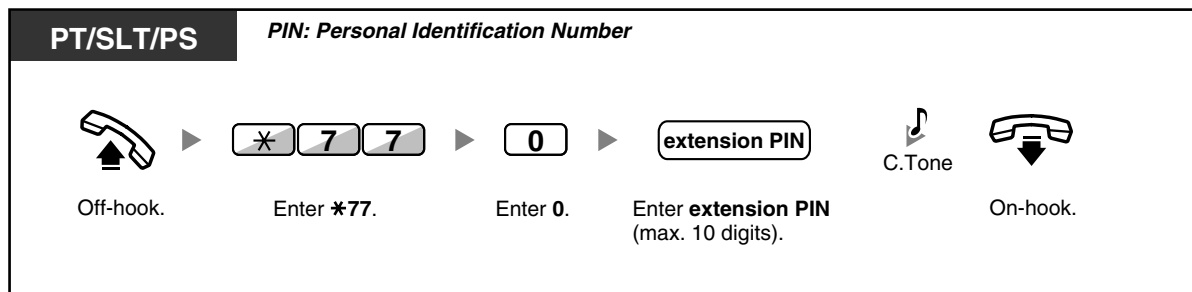 PT/SLT/PS
PIN: Personal Identification Number
* 7 7
0
extension PIN
C.Tone
Off-hook.
Enter *77.
Enter 0.
Enter extension PIN
(max. 10 digits).
On-hook.